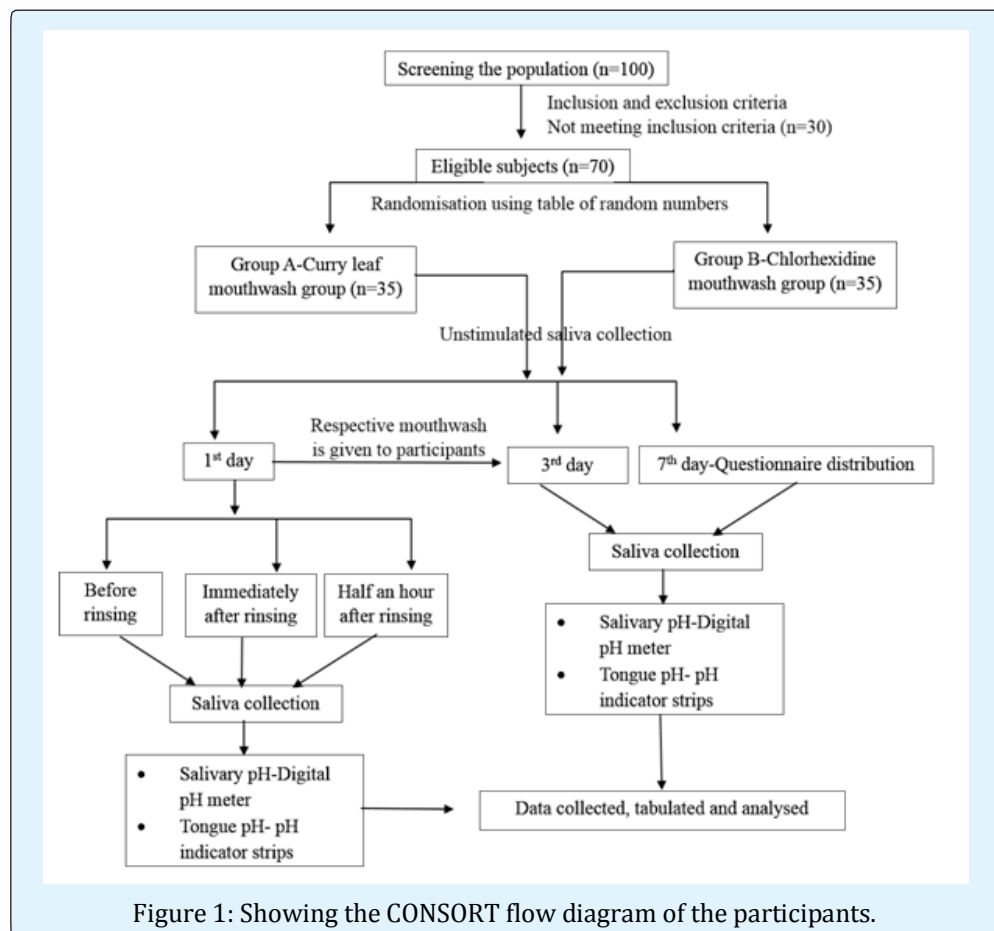 Screening the population (n=100)
Inclusion and exclusion criteria
Not meeting inclusion criteria (n=30)
Eligible subjects (n=70)
Randomisation using table of random numbers
Group A-Curry leaf
mouthwash group (n=35)
Group B-Chlorhexidine
mouthwash group (n=35)
Unstimulated saliva collection
Respective mouthwash
is given to participants
1st day
3rd day
7th day-Questionnaire distribution
Before
rinsing
Immediately
after rinsing
Half an hour
after rinsing
Saliva collection
• Salivary pH-Digital
pH meter
• Tongue pH- pH
indicator strips
Saliva collection
• Salivary pH-Digital
pH meter
• Tongue pH- pH
indicator strips
Data collected, tabulated and analysed
Figure 1: Showing the CONSORT flow diagram of the participants.